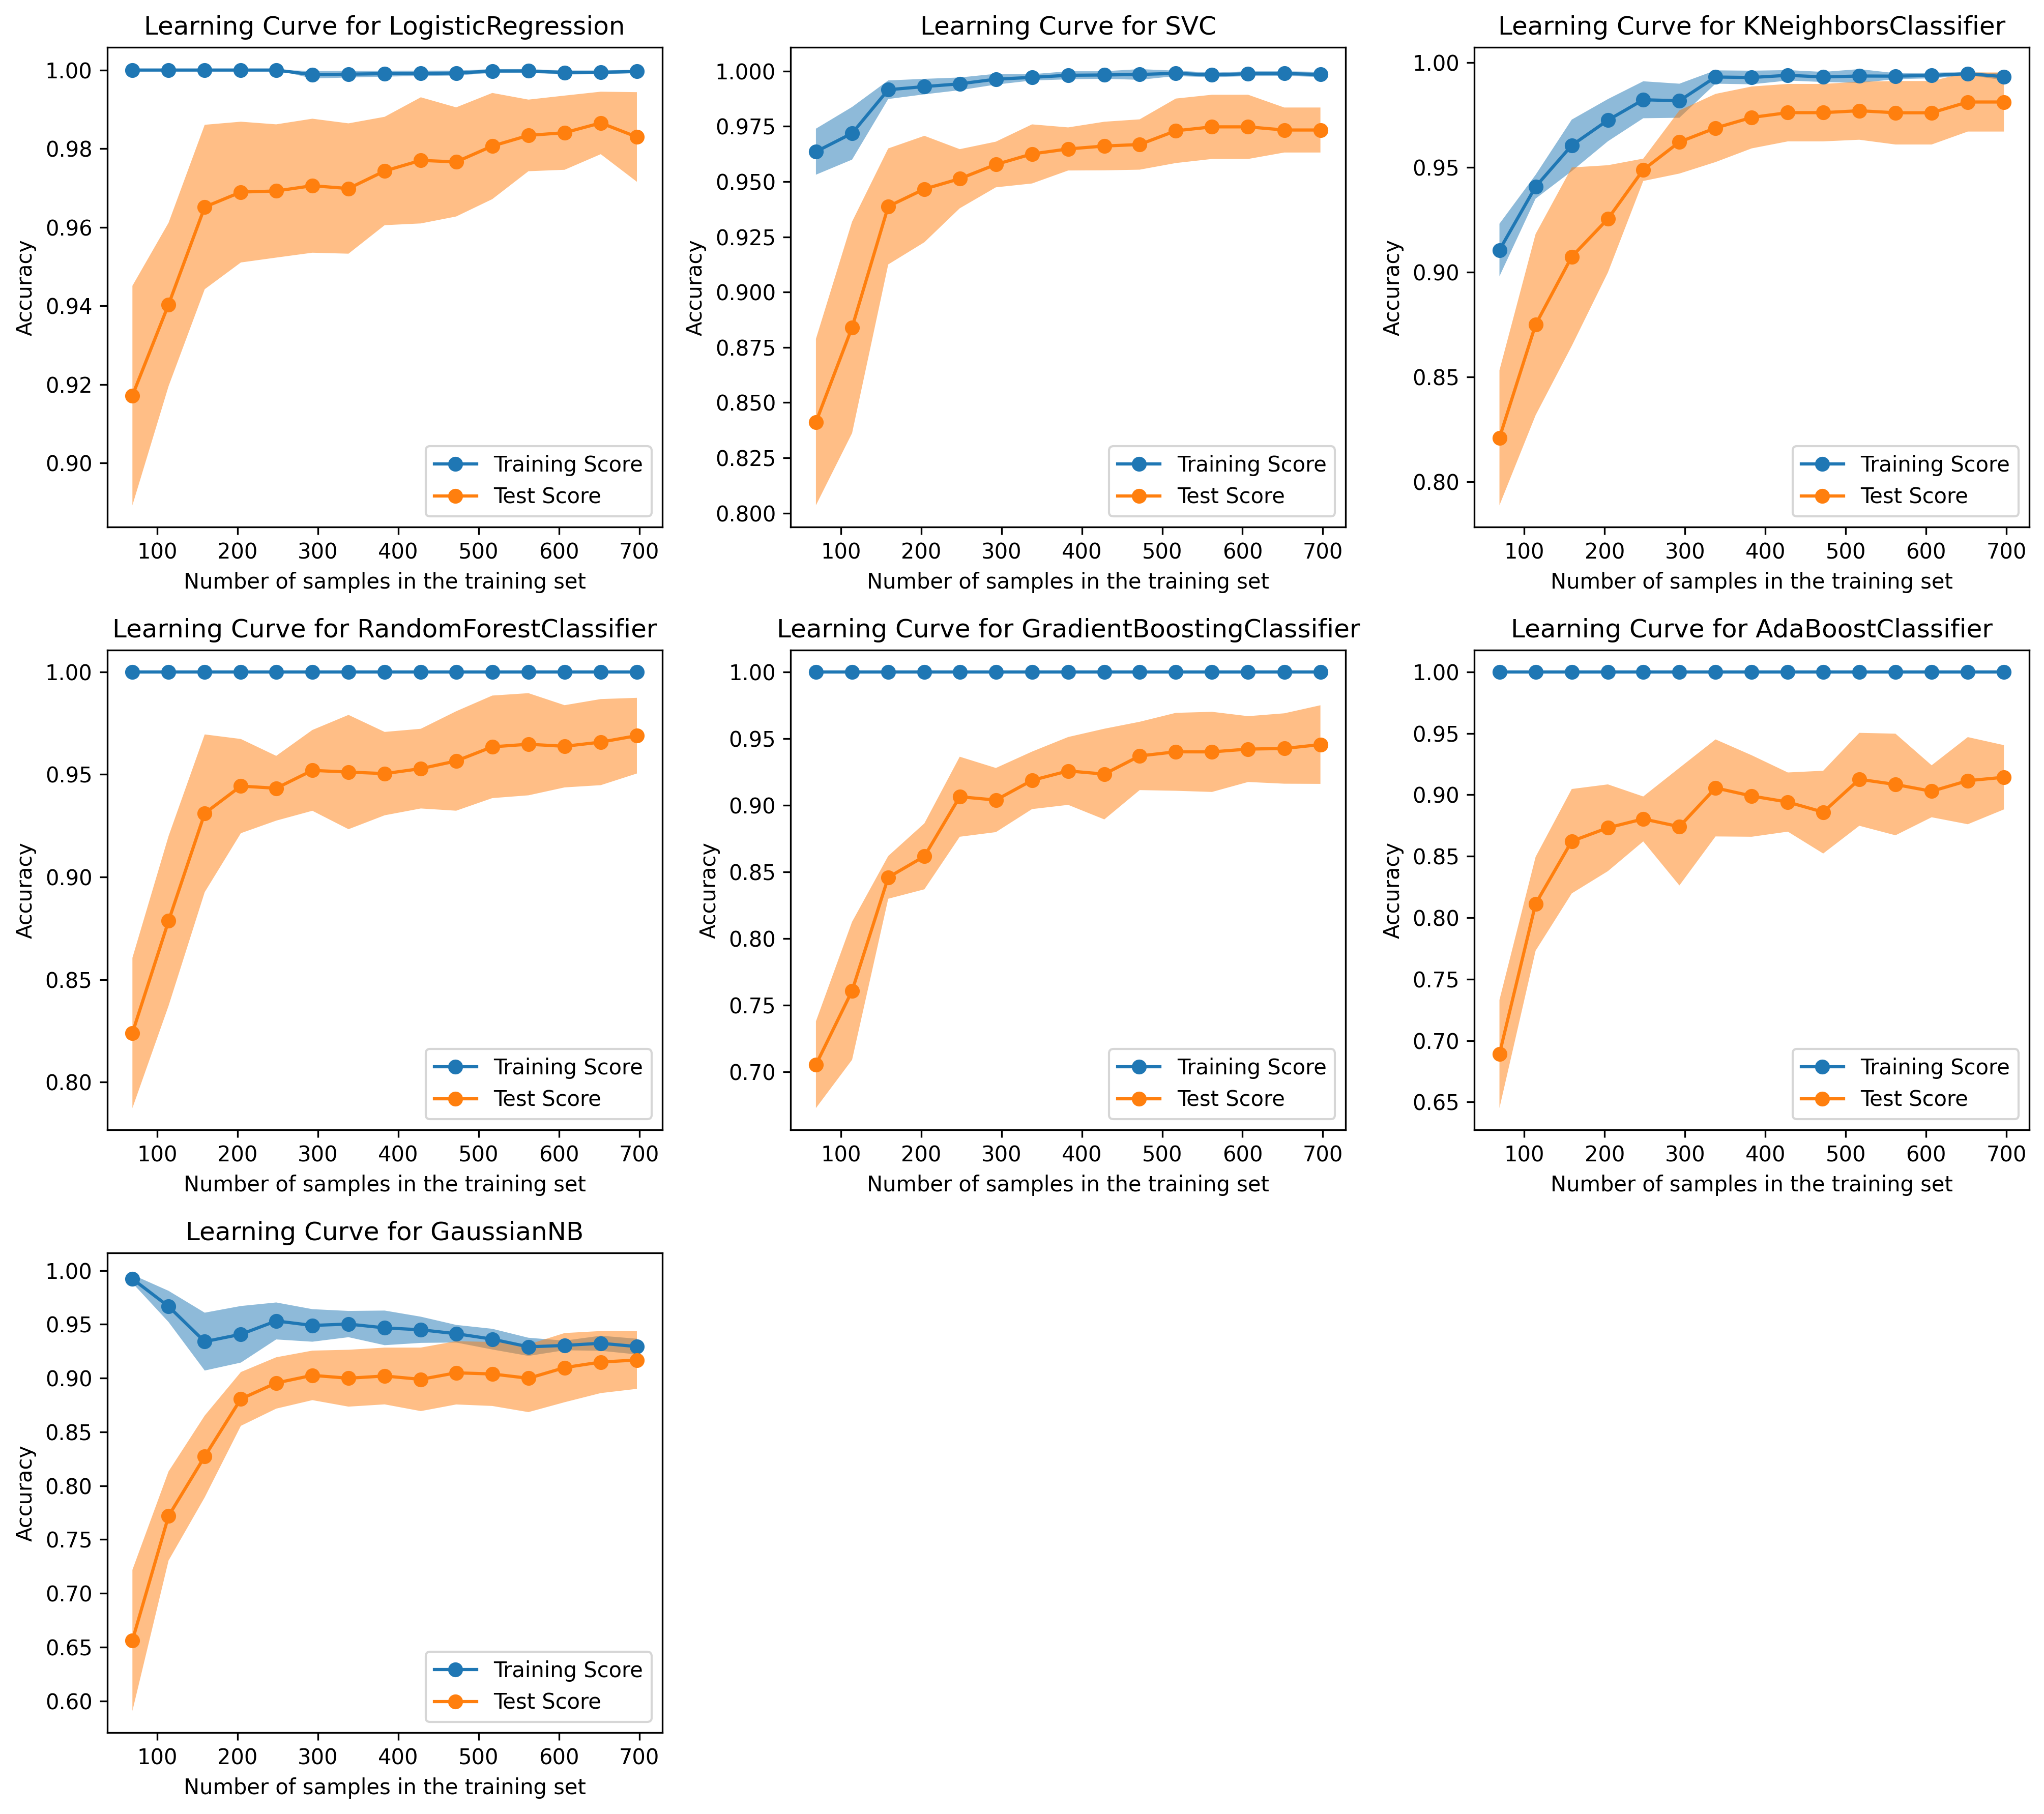 Learning Curve for LogisticRegression
1.00
0.98
0.96
0.94
0.92
0.90
Accuracy
Training Score
Test Score
100 200 300 400 500 600 700
Number of samples in the training set
Learning Curve for SVC
1.000
0.975
0.950
0.925
0.900
0.875
0.850
0.825
0.800
Accuracy
Training Score
Test Score
100 200 300 400 500 600 700
Number of samples in the training set
Learning Curve for KNeighborsClassifier
1.00
0.95
0.90
0.85
0.80
Accuracy
Training Score
Test Score
100 200 300 400 500 600 700
Number of samples in the training set
Learning Curve for RandomForestClassifier
1.00
0.95
0.90
0.85
0.80
Accuracy
Training Score
Test Score
100 200 300 400 500 600 700
Number of samples in the training set
Learning Curve for GradientBoostingClassifier
1.00
0.95
0.90
0.85
0.80
0.75
0.70
Accuracy
Training Score
Test Score
100 200 300 400 500 600 700
Number of samples in the training set
Learning Curve for AdaBoostClassifier
1.00
0.95
0.90
0.85
0.80
0.75
0.70
0.65
Accuracy
Training Score
Test Score
100 200 300 400 500 600 700
Number of samples in the training set
Learning Curve for GaussianNB
1.00
0.95
0.90
0.85
0.80
0.75
0.70
0.65
0.60
Accuracy
Training Score
Test Score
100 200 300 400 500 600 700
Number of samples in the training set